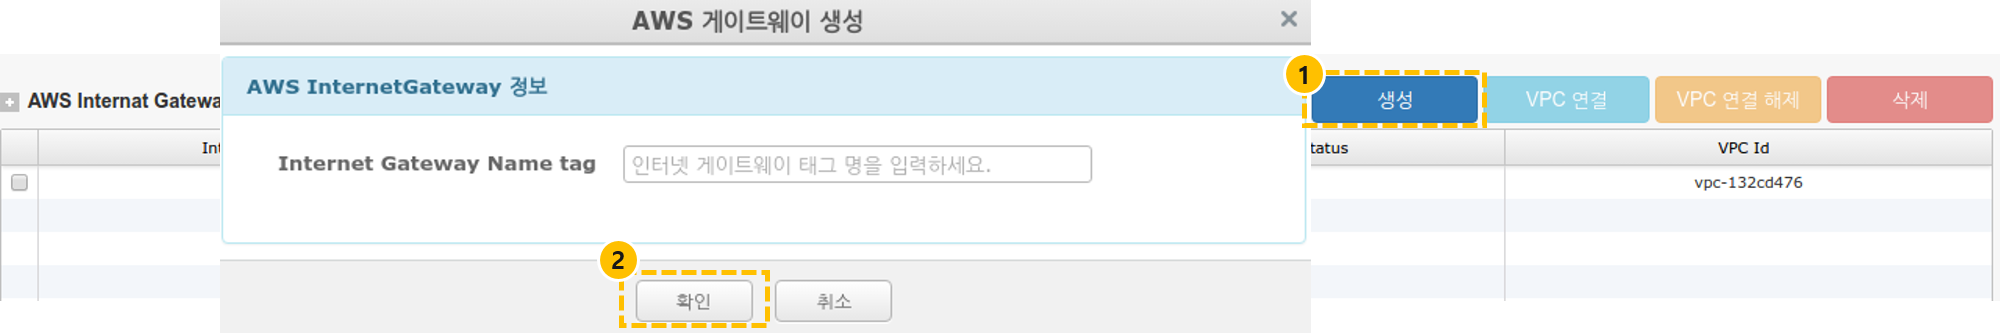 AWS 게이트웨이 생성
AWS InternetGateway 정보
Internet Gateway Name tag 인터넷 게이트웨이 태그 명을 입력하세요.
2
확인 취소
AWS Internat Gatewa
1
생성 VPC 연결 VPC 연결 해제 삭제
Int tatus VPC Id
vpc-132cd476